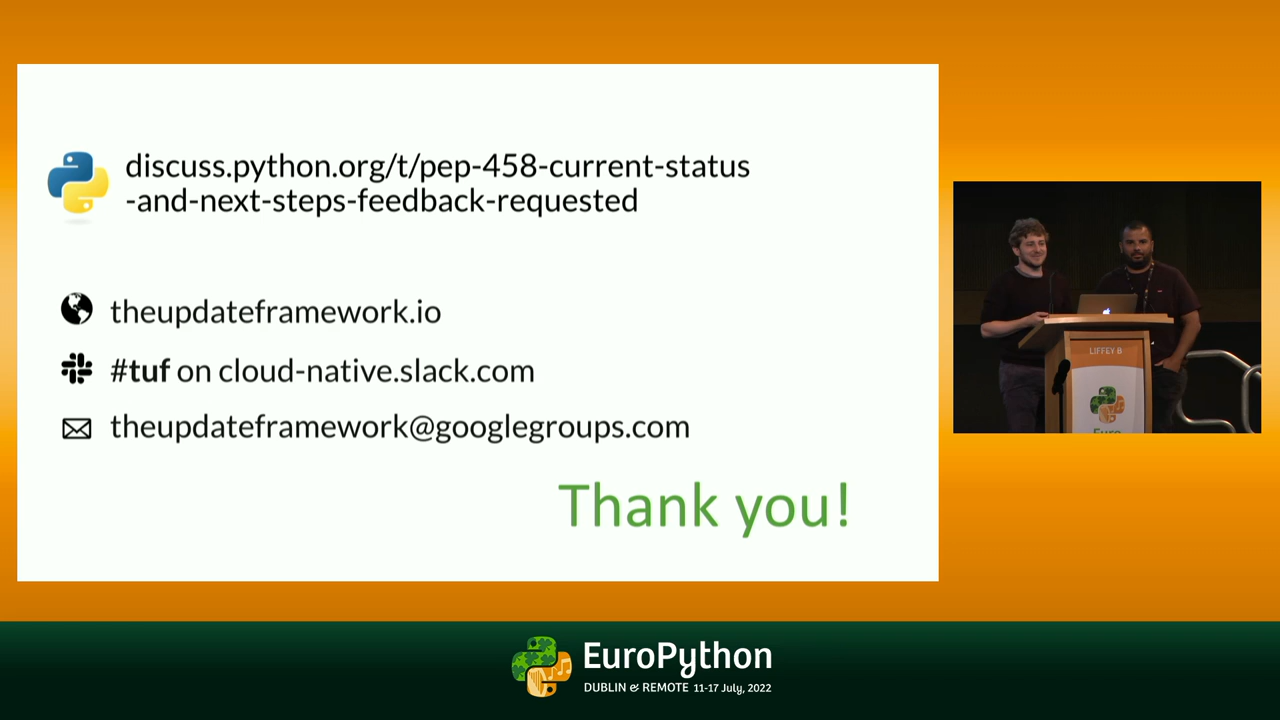 discuss.python.org/t/pep-458-current-status
-and-next-steps-feedback-requested
theupdateframework.io
#tuf on cloud-native.slack.com
theupdateframework@googlegroups.com
Thank you!
LIFFEY B
Euro
EuroPython
DUBLIN & REMOTE 11-17 July, 2022